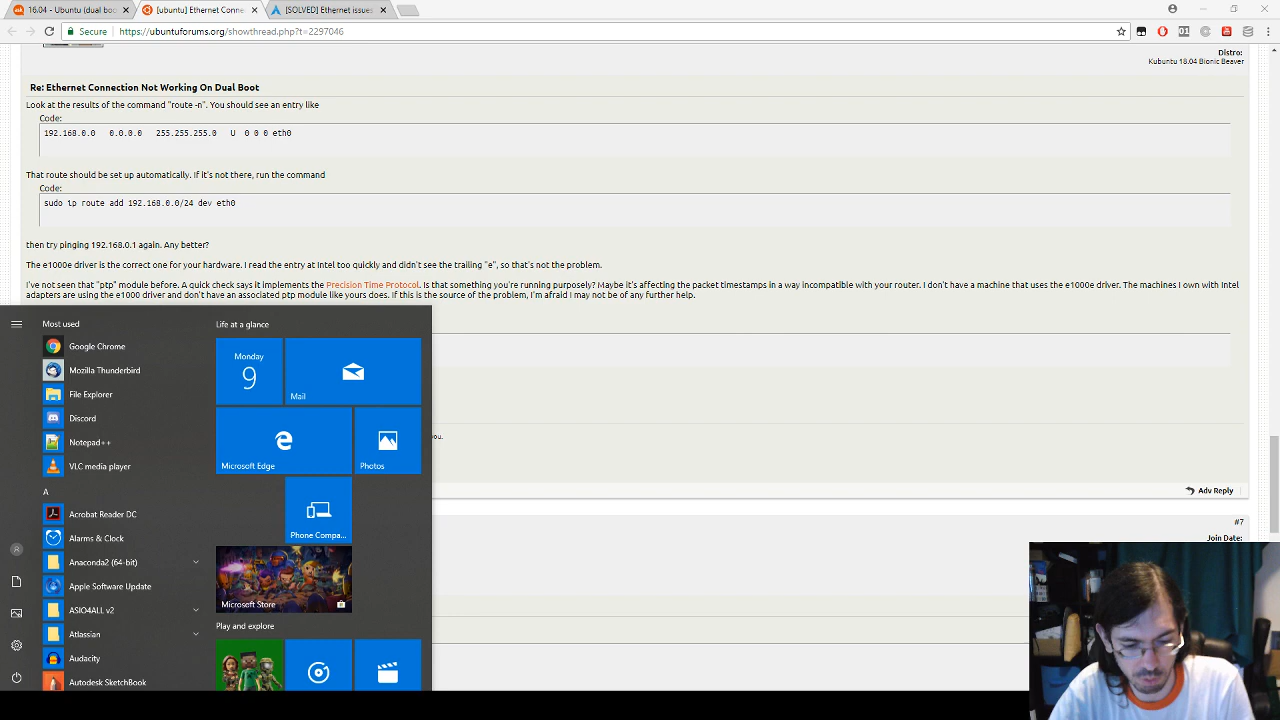 16.04 - Ubuntu (dual boo
[ubuntu] Ethernet Conne
[SOLVED] Ethernet issues
https://ubuntuforums.org/showthread.php?t=2297046
Distro:
Kubuntu 18.04 Bionic Beaver
Re: Ethernet Connection Not Working On Dual Boot
Look at the results of the command "route -n". You should see an entry like
Code:
192.168.0.0 0.0.0.0 255.255.255.0 U 0 0 0 eth0
That route should be set up automatically. If it's not there, run the command
Code:
sudo ip route add 192.168.0.0/24 dev eth0
then try pinging 192.168.0.1 again. Any better?
The e1000e driver is the correct one for your hardware. I read the entry at Intel too quickly and didn't see the trailing "e", so that's not the problem.
I've not seen that "ptp" module before. A quick check says it implements the Precision Time Protocol. Is that something you're running purposely? Maybe it's affecting the packet timestamps in a way incompatible with your router. I don't have a machine that uses the e1000e driver. The machines I own with Intel
adapters are using the e1000 driver and don't have an associated ptp module like yours does. If this is the source of the problem, I'm afraid I may not be of any further help.
ou.
Adv Reply
#7
Join Date:
Most used
Google Chrome
Mozilla Thunderbird
File Explorer
Discord
Notepad++
VLC media player
A
Acrobat Reader DC
Alarms & Clock
Anaconda2 (64-bit)
Apple Software Update
ASIO4ALL v2
Atlassian
Audacity
Autodesk SketchBook
Life at a glance
Monday
9
Mail
Microsoft Edge
Photos
Phone Compa...
Microsoft Store
Play and explore